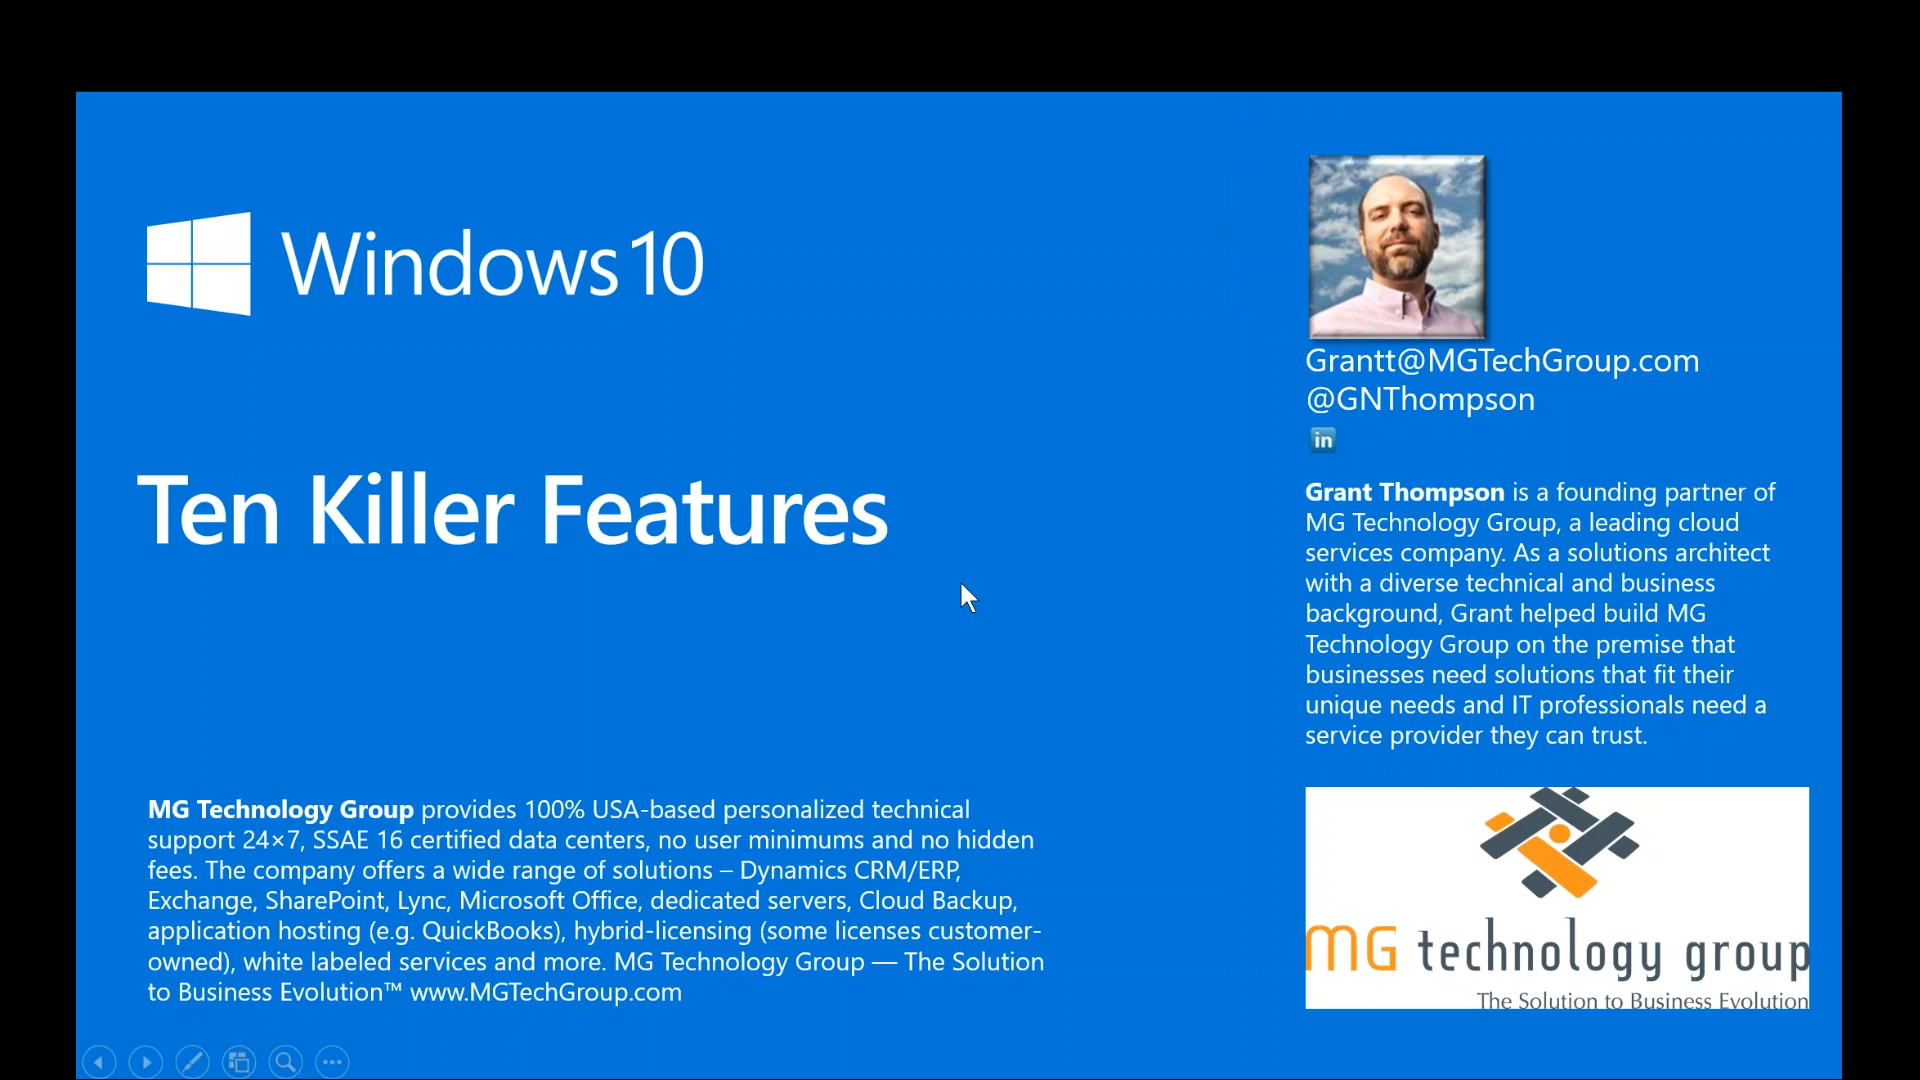 Windows 10
Ten Killer Features
MG Technology Group provides 100% USA-based personalized technical
support 24×7, SSAE 16 certified data centers, no user minimums and no hidden
fees. The company offers a wide range of solutions – Dynamics CRM/ERP,
Exchange, SharePoint, Lync, Microsoft Office, dedicated servers, Cloud Backup,
application hosting (e.g. QuickBooks), hybrid-licensing (some licenses customer-
owned), white labeled services and more. MG Technology Group — The Solution
to Business Evolution™ www.MGTechGroup.com
Grantt@MGTechGroup.com
@GNThompson
in
Grant Thompson is a founding partner of
MG Technology Group, a leading cloud
services company. As a solutions architect
with a diverse technical and business
background, Grant helped build MG
Technology Group on the premise that
businesses need solutions that fit their
unique needs and IT professionals need a
service provider they can trust.
MG technology group
The Solution to Business Evolution